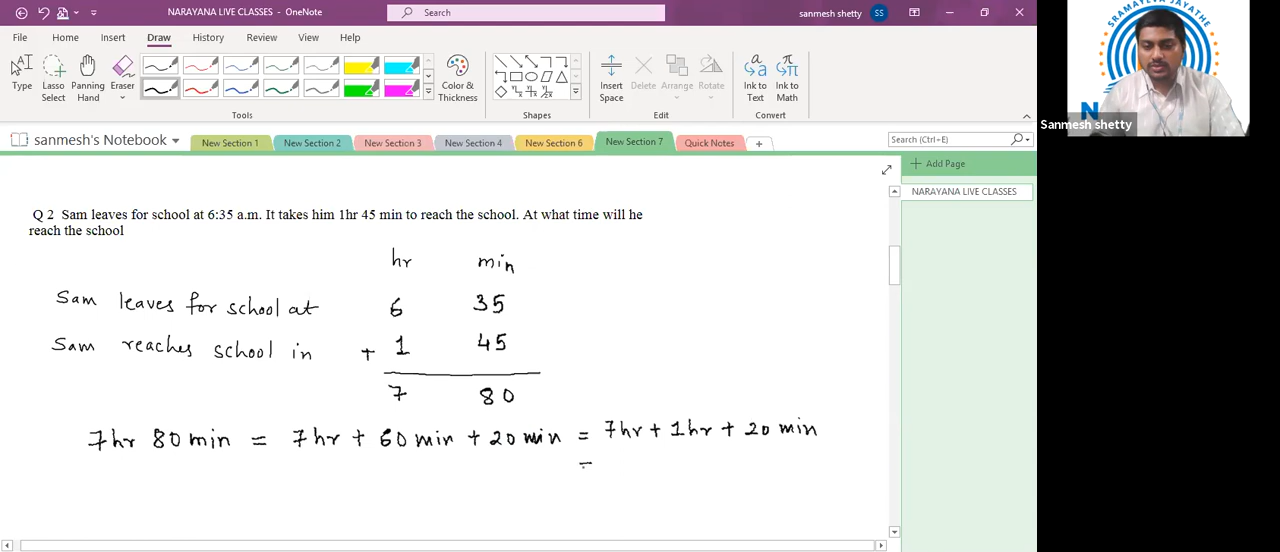 NARAYANA LIVE CLASSES - OneNote
Search
sanmesh shetty
SS
SRAMAYEVA JAYATHE
File Home Insert Draw History Review View Help
Type
Lasso Select
Panning Hand
Eraser
Color & Thickness
Insert Space
Delete
Arrange
Rotate
Ink to Text
Ink to Math
Tools
Shapes
Edit
Convert
N
Sanmesh shetty
sanmesh's Notebook
New Section 1
New Section 2
New Section 3
New Section 4
New Section 6
New Section 7
Quick Notes
Search (Ctrl+E)
Add Page
NARAYANA LIVE CLASSES
Q 2 Sam leaves for school at 6:35 a.m. It takes him 1hr 45 min to reach the school. At what time will he
reach the school
hr min
Sam leaves for school at 6 35
Sam reaches school in + 1 45
7 80
7hr 80 min = 7hr + 60 min + 20 min = 7hr + 1hr + 20 min
=